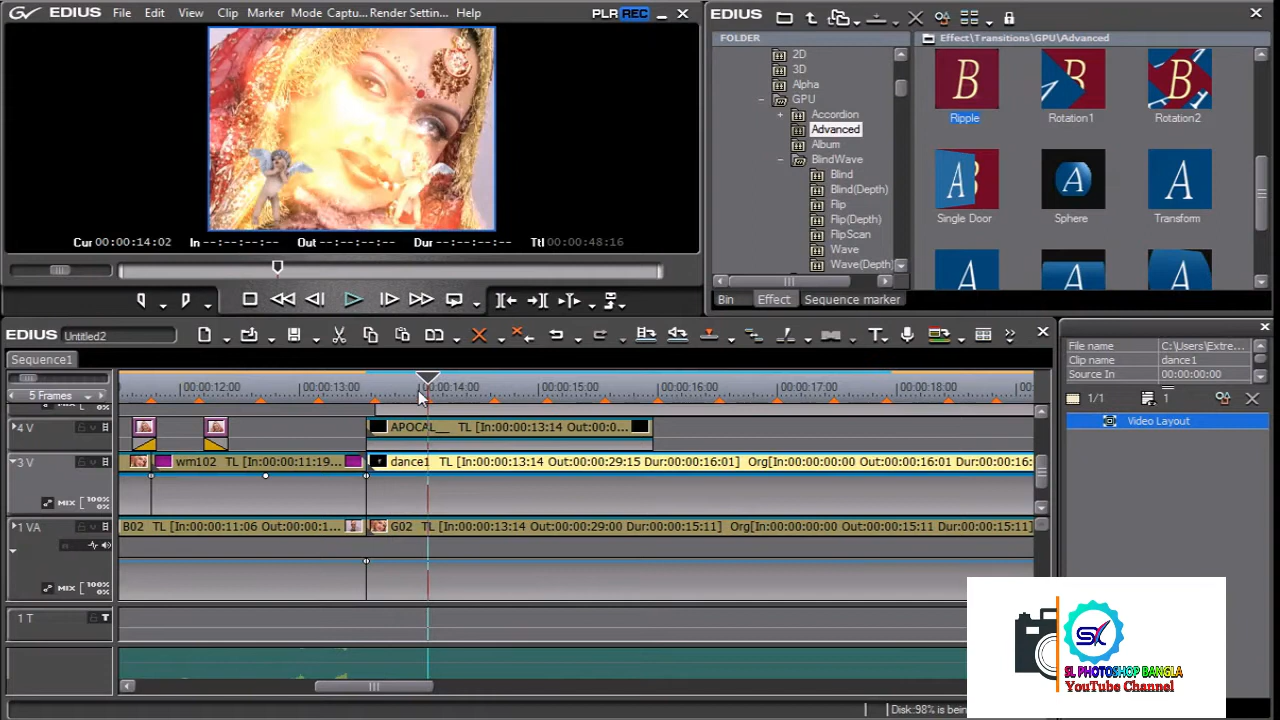 File Edit View Clip Marker Mode Captu... Render Settin... Help
PLR REC
Cur 00:00:14:02 In --:--:--:-- Out --:--:--:-- Dur --:--:--:-- Ttl 00:00:48:16
EDIUS
FOLDER
Effect\Transitions\GPU\Advanced
2D
3D
Alpha
GPU
Accordion
Advanced
Album
BlindWave
Blind
Blind(Depth)
Flip
Flip(Depth)
FlipScan
Wave
Wave(Depth)
Ripple Rotation1 Rotation2
Single Door Sphere Transform
Bin Effect Sequence marker
EDIUS Untitled2
Sequence1
5 Frames
00:00:12:00 00:00:13:00 00:00:14:00 00:00:15:00 00:00:16:00 00:00:17:00 00:00:18:00 00:
4 V
APOCAL__ TL [In:00:00:13:14 Out:00:0...
3 V
wm102 TL [In:00:00:11:19...
dance1 TL [In:00:00:13:14 Out:00:00:29:15 Dur:00:00:16:01] Org[In:00:00:00:00 Out:00:00:16:01 Dur:00:00:16:
MIX 100% 0%
1 VA
B02 TL [In:00:00:11:06 Out:00:00:1...
G02 TL [In:00:00:13:14 Out:00:00:29:00 Dur:00:00:15:11] Org[In:00:00:00:00 Out:00:00:15:11 Dur:00:00:15:11]
MIX 100% 0%
1 T T
File name C:\Users\Extre...
Clip name dance1
Source In 00:00:00:00
1/1 1
Video Layout
SK
SL PHOTOSHOP BANGLA
YouTube Channel
Disk:98% is bein